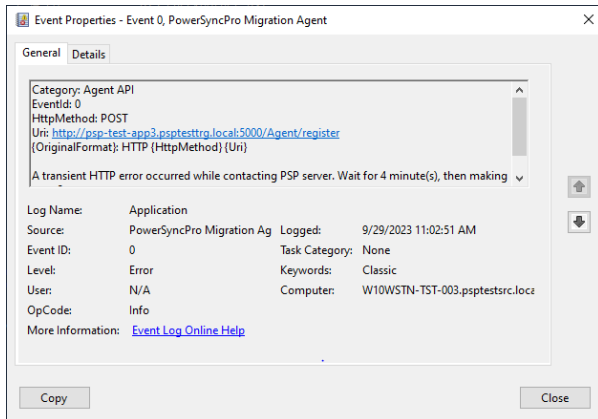 Event Properties - Event 0, PowerSyncPro Migration Agent
General Details
Category: Agent API
EventId: 0
HttpMethod: POST
Uri: http://psp-test-app3.psptesttrg.local:5000/Agent/register
{OriginalFormat}: HTTP {HttpMethod} {Uri}
A transient HTTP error occurred while contacting PSP server. Wait for 4 minute(s), then making
Log Name: Application
Source: PowerSyncPro Migration Ag Logged: 9/29/2023 11:02:51 AM
Event ID: 0 Task Category: None
Level: Error Keywords: Classic
User: N/A Computer: W10WSTN-TST-003.psptestsrc.loca
OpCode: Info
More Information: Event Log Online Help
Copy Close